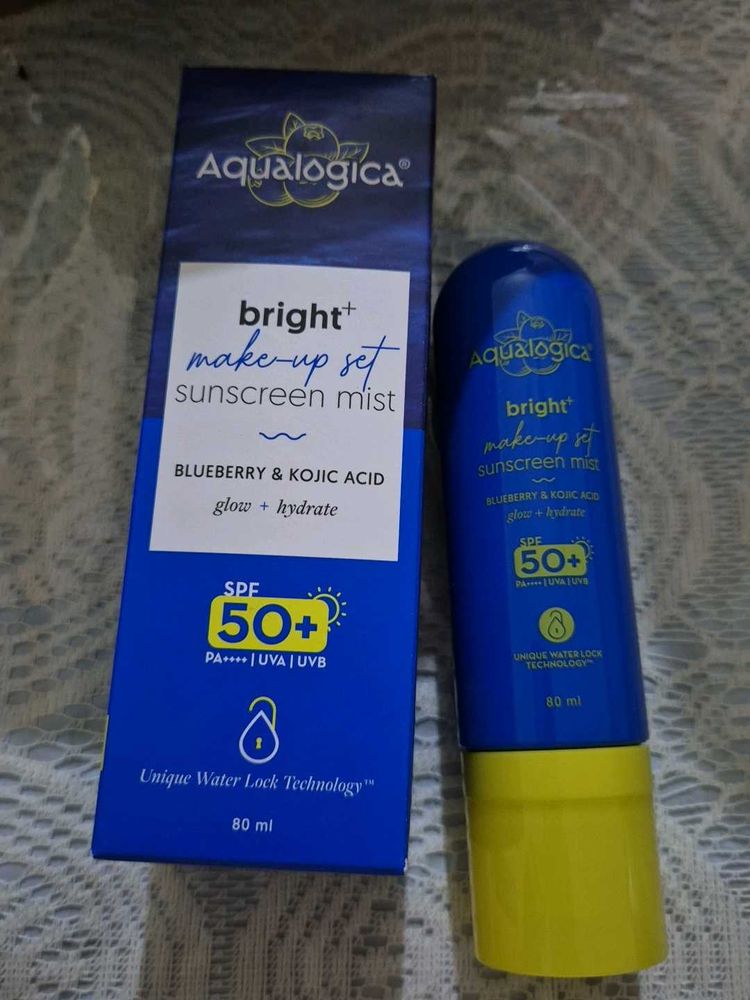 Aqualogica®
bright+
make-up set
sunscreen mist
BLUEBERRY & KOJIC ACID
glow + hydrate
SPF
50+
PA++++ | UVA | UVB
Unique Water Lock Technology™
80 ml
Aqualogica®
bright+
make-up set
sunscreen mist
BLUEBERRY & KOJIC ACID
glow + hydrate
SPF
50+
PA++++ | UVA | UVB
UNIQUE WATER LOCK
TECHNOLOGY™
80 ml